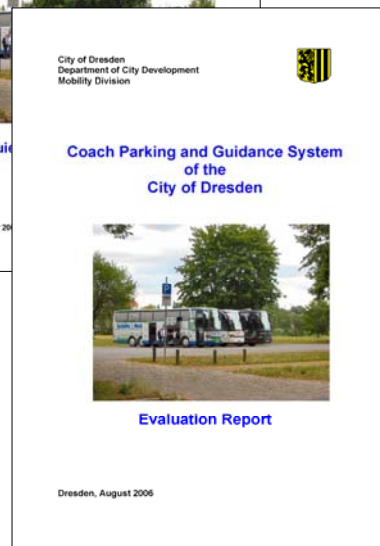 City of Dresden
Department of City Development
Mobility Division
Coach Parking and Guidance System
of the
City of Dresden
P
Evaluation Report
Dresden, August 2006